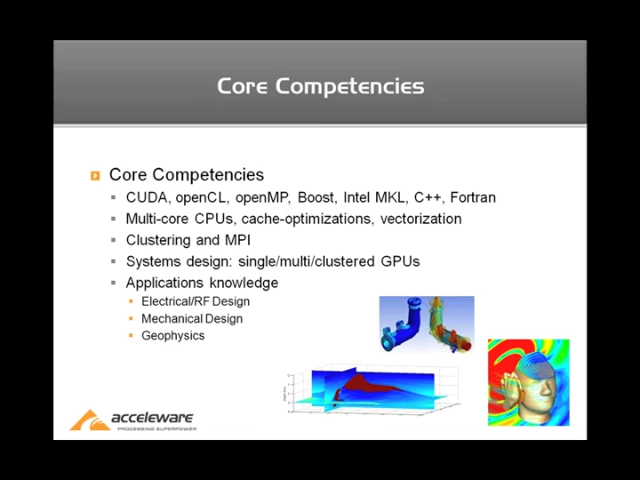 Core Competencies
Core Competencies
CUDA, openCL, openMP, Boost, Intel MKL, C++, Fortran
Multi-core CPUs, cache-optimizations, vectorization
Clustering and MPI
Systems design: single/multi/clustered GPUs
Applications knowledge
Electrical/RF Design
Mechanical Design
Geophysics
acceleware
PROCESSING SUPERPOWER